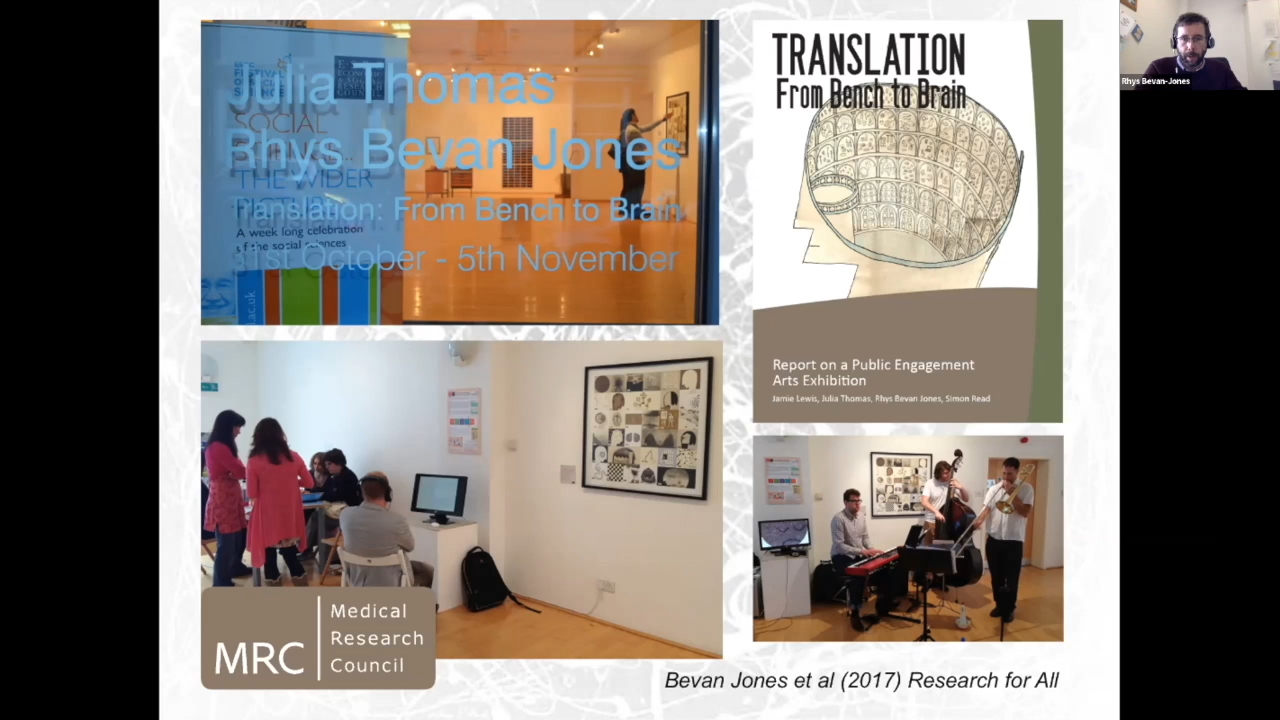 Julia Thomas
Rhys Bevan Jones
Translation: From Bench to Brain
31st October - 5th November
FESTIVAL
SOCIAL
THE WIDER
A week long celebration
of the social sciences
ac.uk
TRANSLATION
From Bench to Brain
Report on a Public Engagement
Arts Exhibition
Jamie Lewis, Julia Thomas, Rhys Bevan Jones, Simon Read
MRC
Medical
Research
Council
Bevan Jones et al (2017) Research for All
Rhys Bevan-Jones